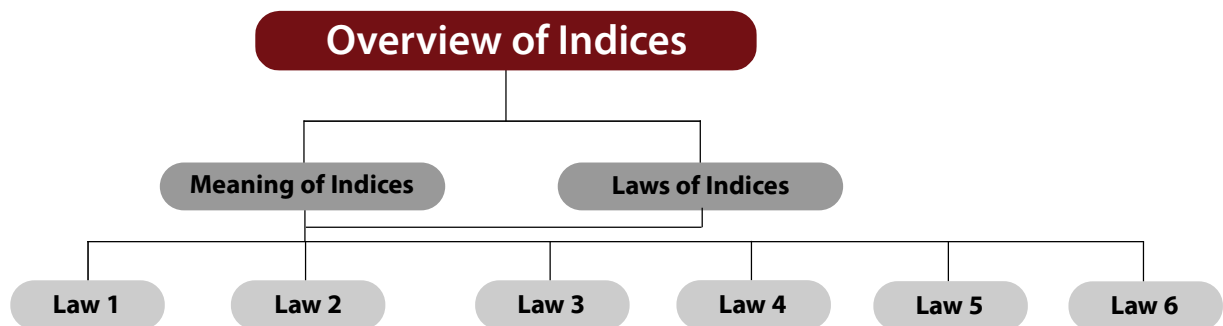 Overview of Indices
Meaning of Indices
Laws of Indices
Law 1
Law 2
Law 3
Law 4
Law 5
Law 6